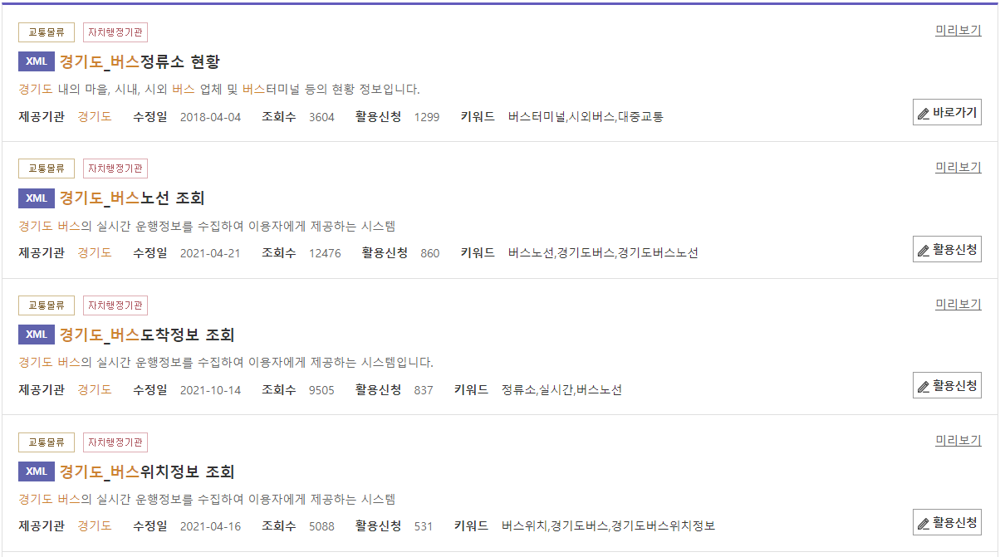 교통물류 자치행정기관 미리보기
XML 경기도_버스정류소 현황
경기도 내의 마을, 시내, 시외 버스 업체 및 버스터미널 등의 현황 정보입니다.
제공기관 경기도 수정일 2018-04-04 조회수 3604 활용신청 1299 키워드 버스터미널,시외버스,대중교통 바로가기
교통물류 자치행정기관 미리보기
XML 경기도_버스노선 조회
경기도 버스의 실시간 운행정보를 수집하여 이용자에게 제공하는 시스템
제공기관 경기도 수정일 2021-04-21 조회수 12476 활용신청 860 키워드 버스노선,경기도버스,경기도버스노선 활용신청
교통물류 자치행정기관 미리보기
XML 경기도_버스도착정보 조회
경기도 버스의 실시간 운행정보를 수집하여 이용자에게 제공하는 시스템입니다.
제공기관 경기도 수정일 2021-10-14 조회수 9505 활용신청 837 키워드 정류소,실시간,버스노선 활용신청
교통물류 자치행정기관 미리보기
XML 경기도_버스위치정보 조회
경기도 버스의 실시간 운행정보를 수집하여 이용자에게 제공하는 시스템
제공기관 경기도 수정일 2021-04-16 조회수 5088 활용신청 531 키워드 버스위치,경기도버스,경기도버스위치정보 활용신청